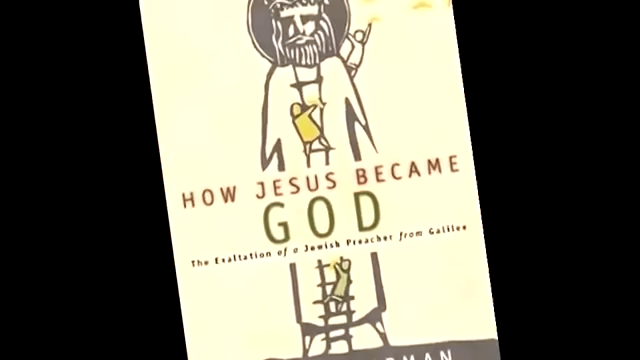 HOW JESUS BECAME
GOD
The Exaltation of a Jewish Preacher from Galilee